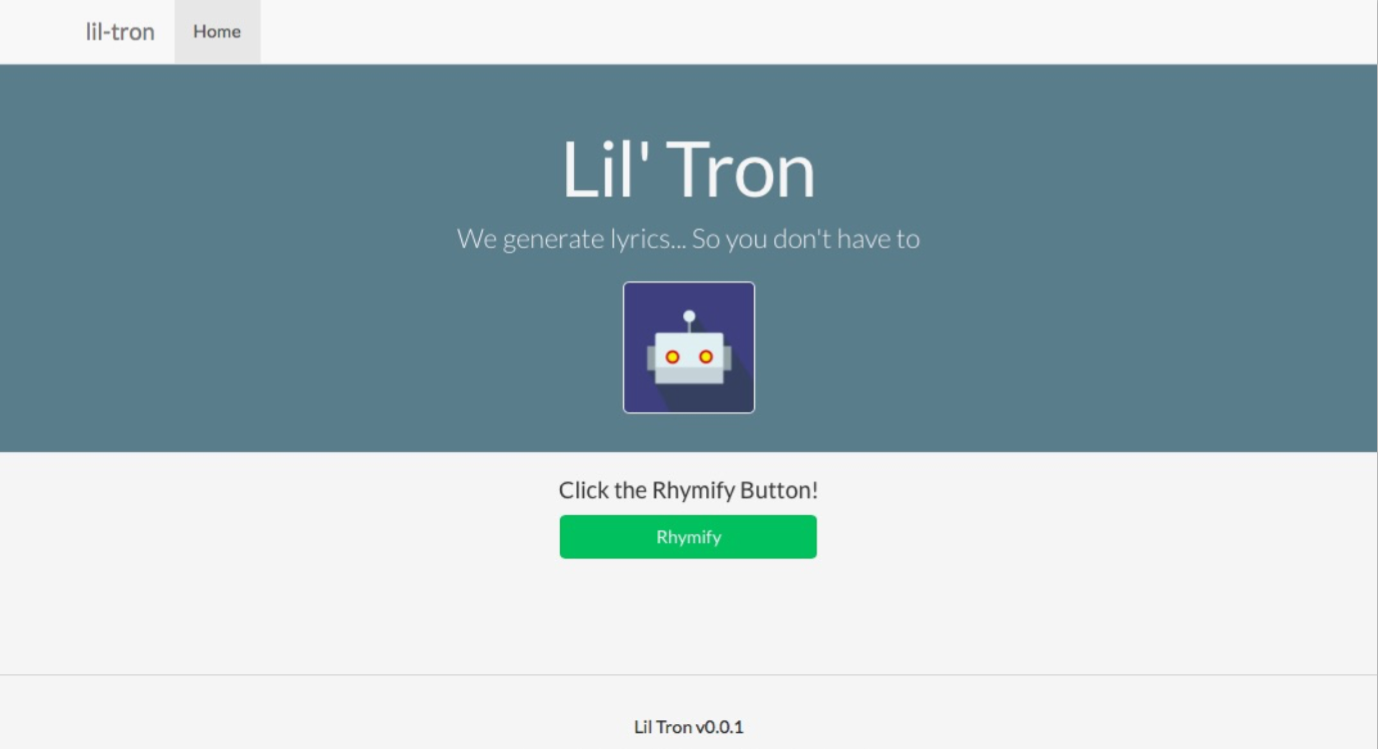 lil-tron Home
Lil' Tron
We generate lyrics... So you don't have to
Click the Rhymify Button!
Rhymify
Lil Tron v0.0.1